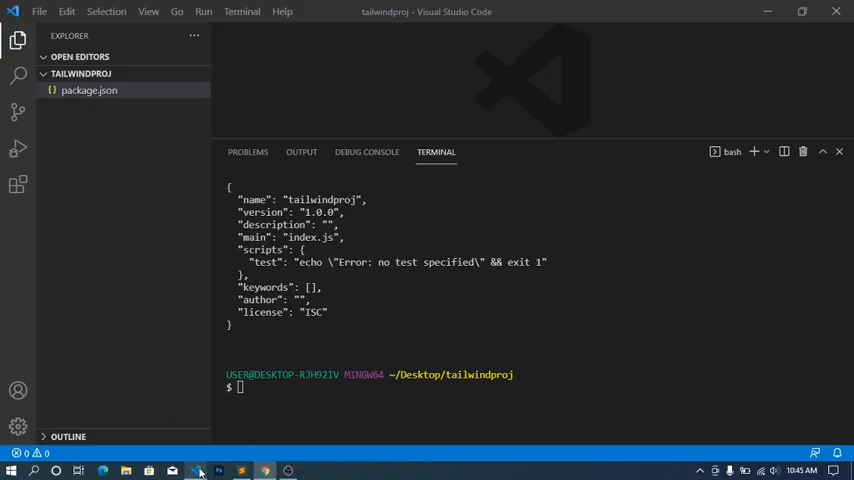 File Edit Selection View Go Run Terminal Help
tailwindproj - Visual Studio Code
EXPLORER
OPEN EDITORS
TAILWINDPROJ
{} package.json
PROBLEMS OUTPUT DEBUG CONSOLE TERMINAL
bash
{
"name": "tailwindproj",
"version": "1.0.0",
"description": "",
"main": "index.js",
"scripts": {
"test": "echo \"Error: no test specified\" && exit 1"
},
"keywords": [],
"author": "",
"license": "ISC"
}
USER@DESKTOP-RJH92IV MINGW64 ~/Desktop/tailwindproj
$
OUTLINE
0 0
Ps
10:45 AM